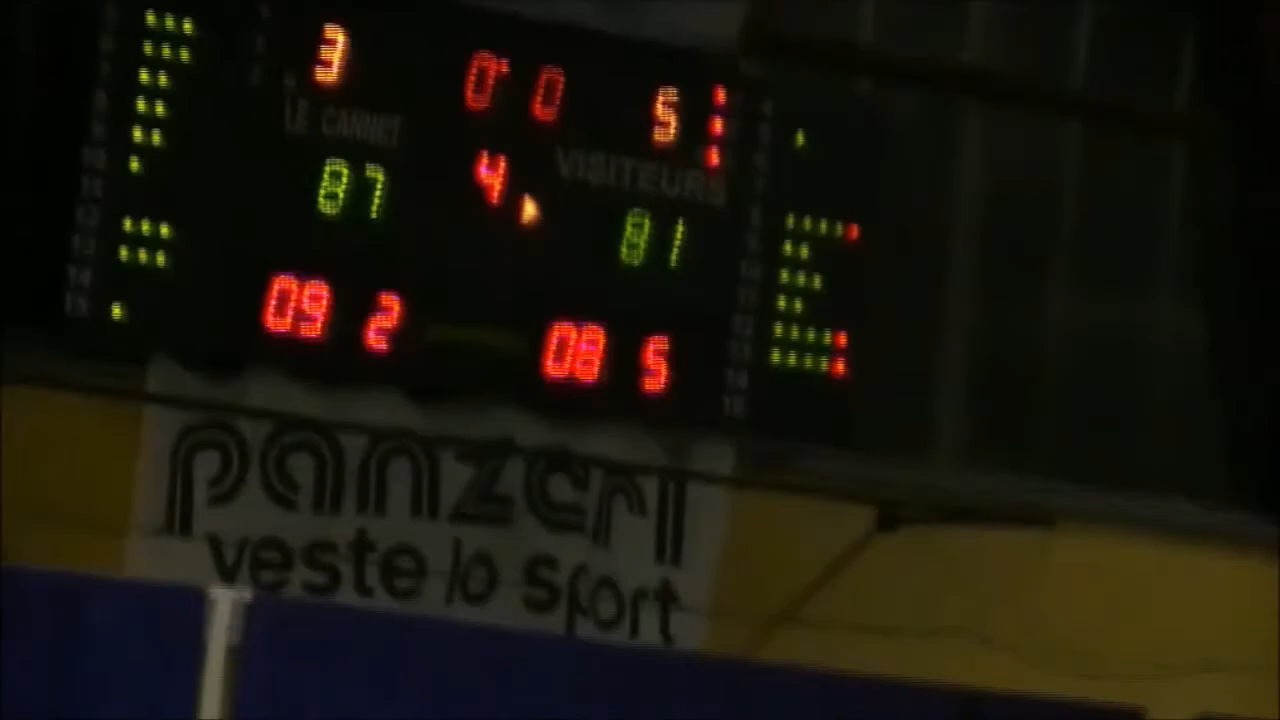 3 0 0 5
LE CANNET
VISITEURS
87 4 81
09 2 08 5
panzeri
veste lo sport